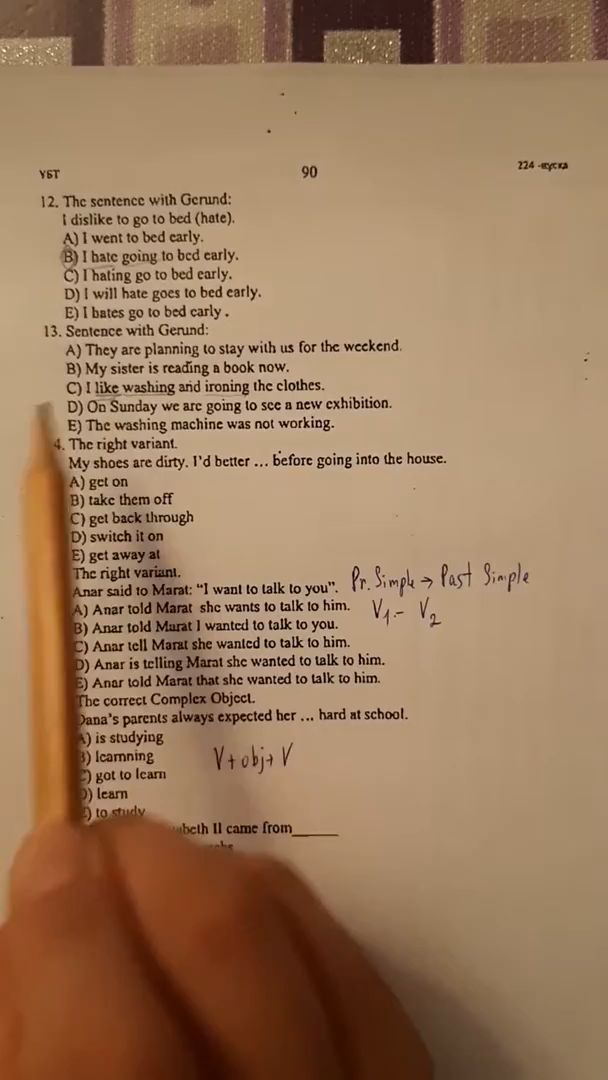 ҰБТ 90 224 -нұсқа
12. The sentence with Gerund:
I dislike to go to bed (hate).
A) I went to bed early.
B) I hate going to bed early.
C) I hating go to bed early.
D) I will hate goes to bed early.
E) I hates go to bed early .
13. Sentence with Gerund:
A) They are planning to stay with us for the weekend.
B) My sister is reading a book now.
C) I like washing and ironing the clothes.
D) On Sunday we are going to see a new exhibition.
E) The washing machine was not working.
4. The right variant.
My shoes are dirty. I'd better ... before going into the house.
A) get on
B) take them off
C) get back through
D) switch it on
E) get away at
The right variant.
Anar said to Marat: "I want to talk to you". Pr. Simple → Past Simple
A) Anar told Marat she wants to talk to him. V1 - V2
B) Anar told Marat I wanted to talk to you.
C) Anar tell Marat she wanted to talk to him.
D) Anar is telling Marat she wanted to talk to him.
E) Anar told Marat that she wanted to talk to him.
The correct Complex Object.
Dana's parents always expected her ... hard at school.
A) is studying
B) learnning V + obj + V
C) got to learn
D) learn
E) to study
II came from______